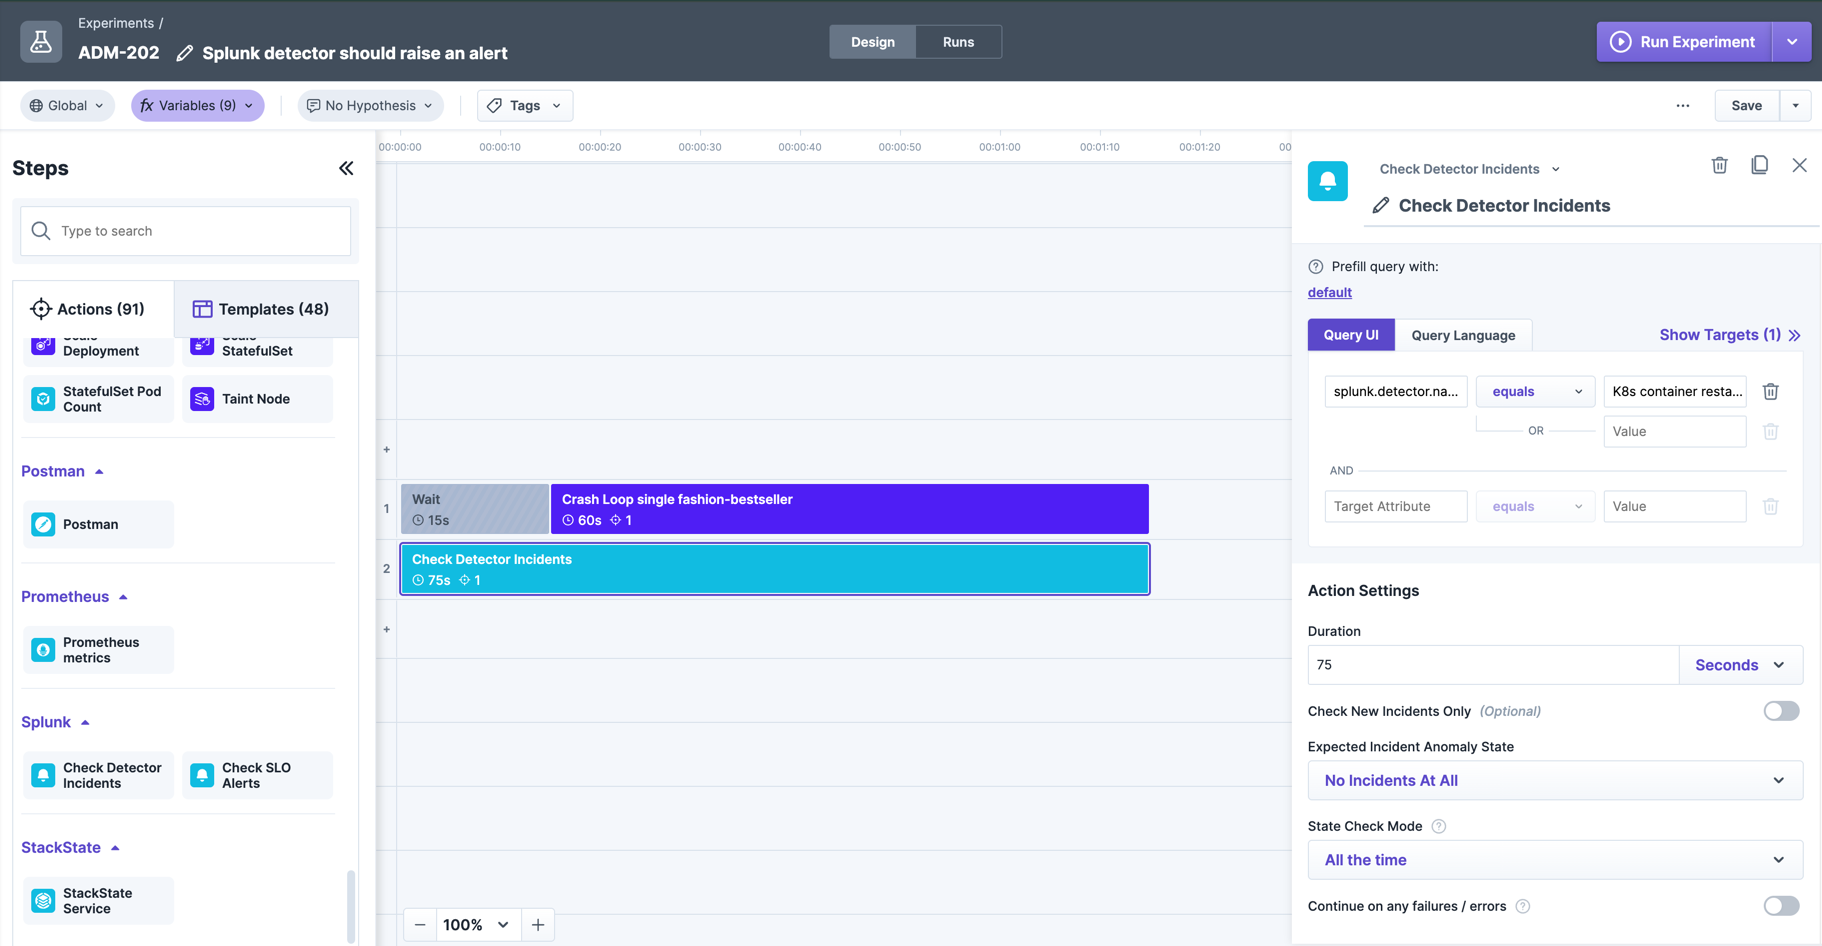 Experiments /
ADM-202
Splunk detector should raise an alert
Design
Runs
Run Experiment
Global
fx Variables (9)
No Hypothesis
Tags
...
Save
Steps
Type to search
Actions (91)
Templates (48)
Scale
Deployment
Scale
StatefulSet
StatefulSet Pod
Count
Taint Node
Postman
Postman
Prometheus
Prometheus
metrics
Splunk
Check Detector
Incidents
Check SLO
Alerts
StackState
StackState
Service
00:00:00
00:00:10
00:00:20
00:00:30
00:00:40
00:00:50
00:01:00
00:01:10
00:01:20
00
+
1
Wait
15s
Crash Loop single fashion-bestseller
60s 1
2
Check Detector Incidents
75s 1
+
− 100% +
Check Detector Incidents
Check Detector Incidents
Prefill query with:
default
Query UI
Query Language
Show Targets (1)
splunk.detector.na...
equals
K8s container resta...
OR
Value
AND
Target Attribute
equals
Value
Action Settings
Duration
75
Seconds
Check New Incidents Only (Optional)
Expected Incident Anomaly State
No Incidents At All
State Check Mode
All the time
Continue on any failures / errors